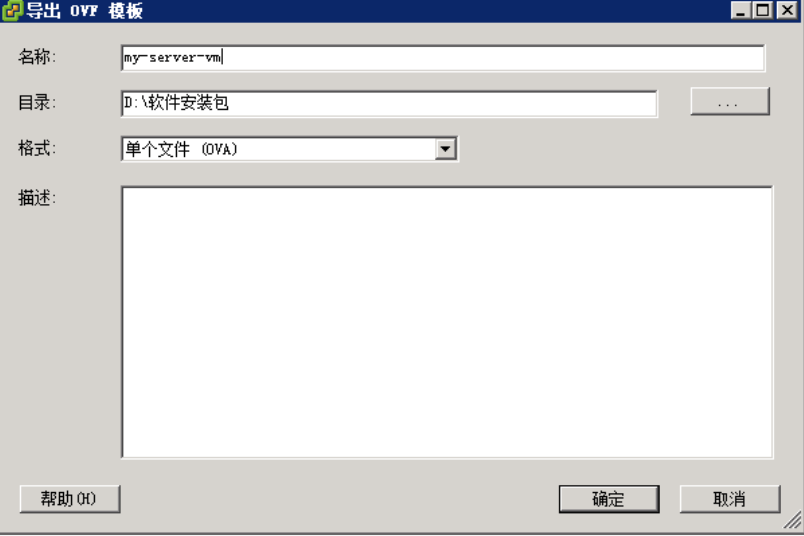 导出 OVF 模板
名称: my-server-vm
目录: D:\软件安装包 ...
格式: 单个文件 (OVA)
描述:
帮助(H) 确定 取消